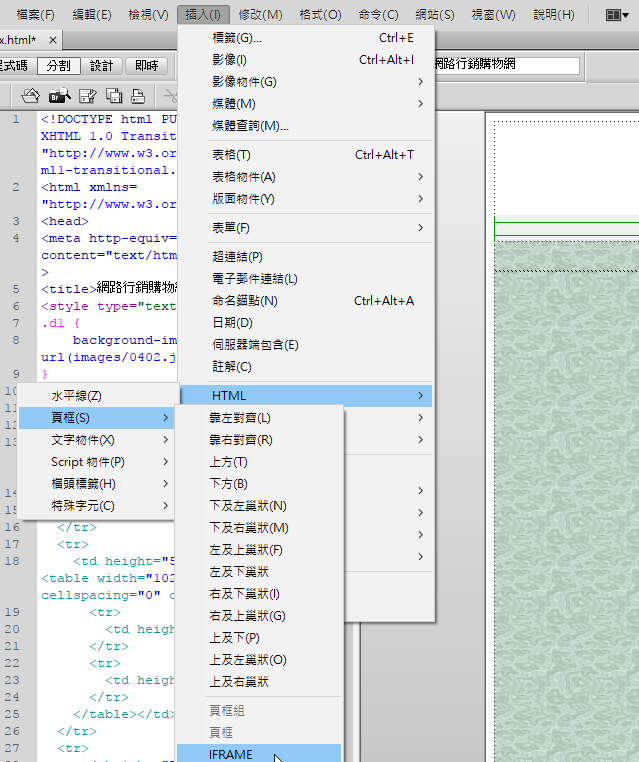 檔案(F) 編輯(E) 檢視(V) 插入(I) 修改(M) 格式(O) 命令(C) 網站(S) 視窗(W) 說明(H)
x.html*
程式碼 分割 設計 即時
網路行銷購物網
標籤(G)... Ctrl+E
影像(I) Ctrl+Alt+I
影像物件(G)
媒體(M)
媒體查詢(M)...
表格(T) Ctrl+Alt+T
表格物件(A)
版面物件(Y)
表單(F)
超連結(P)
電子郵件連結(L)
命名錨點(N) Ctrl+Alt+A
日期(D)
伺服器端包含(E)
註解(C)
HTML
水平線(Z)
頁框(S)
文字物件(X)
Script 物件(P)
檔頭標籤(H)
特殊字元(C)
靠左對齊(L)
靠右對齊(R)
上方(T)
下方(B)
下及左巢狀(N)
下及右巢狀(M)
左及上巢狀(F)
左及下巢狀
右及下巢狀(I)
右及上巢狀(G)
上及下(P)
上及左巢狀(O)
上及右巢狀
頁框組
頁框
IFRAME
1 <!DOCTYPE html PU
XHTML 1.0 Transit
"http://www.w3.or
ml1-transitional.
2 <html xmlns=
"http://www.w3.or
3 <head>
4 <meta http-equiv=
content="text/htm
>
5 <title>網路行銷購物網
6 <style type="text
7 .d1 {
8 background-im
url(images/0402.j
9 }
10
11
12
13
14
15
16 </tr>
17 <tr>
18 <td height="5
<table width="102
cellspacing="0" c
19 <tr>
20 <td heigh
21 </tr>
22 <tr>
23 <td heigh
24 </tr>
25 </table></td>
26 </tr>
27 <tr>